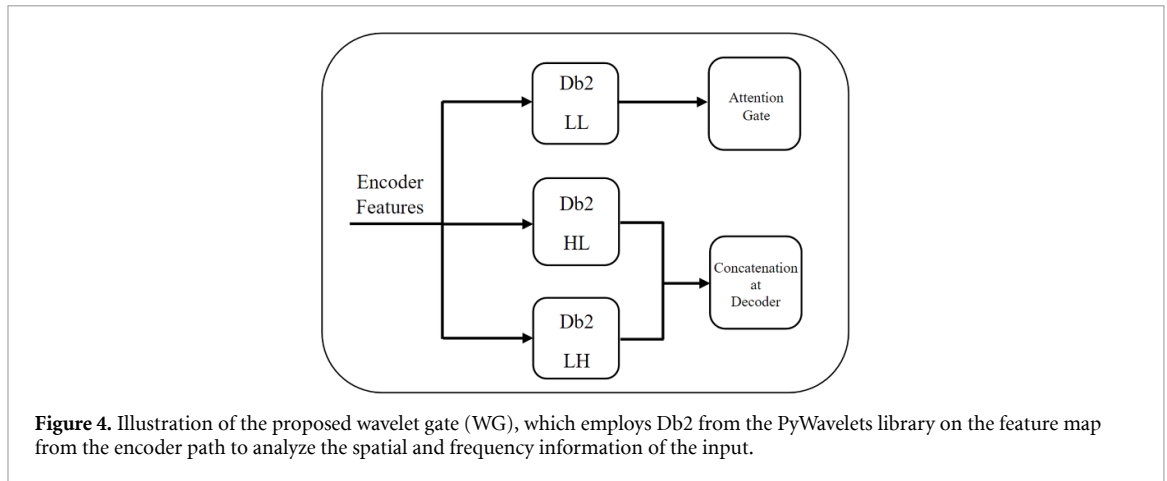 Db2
LL
Attention
Gate
Encoder
Features
Db2
HL
Concatenation
at
Decoder
Db2
LH
Figure 4. Illustration of the proposed wavelet gate (WG), which employs Db2 from the PyWavelets library on the feature map
from the encoder path to analyze the spatial and frequency information of the input.